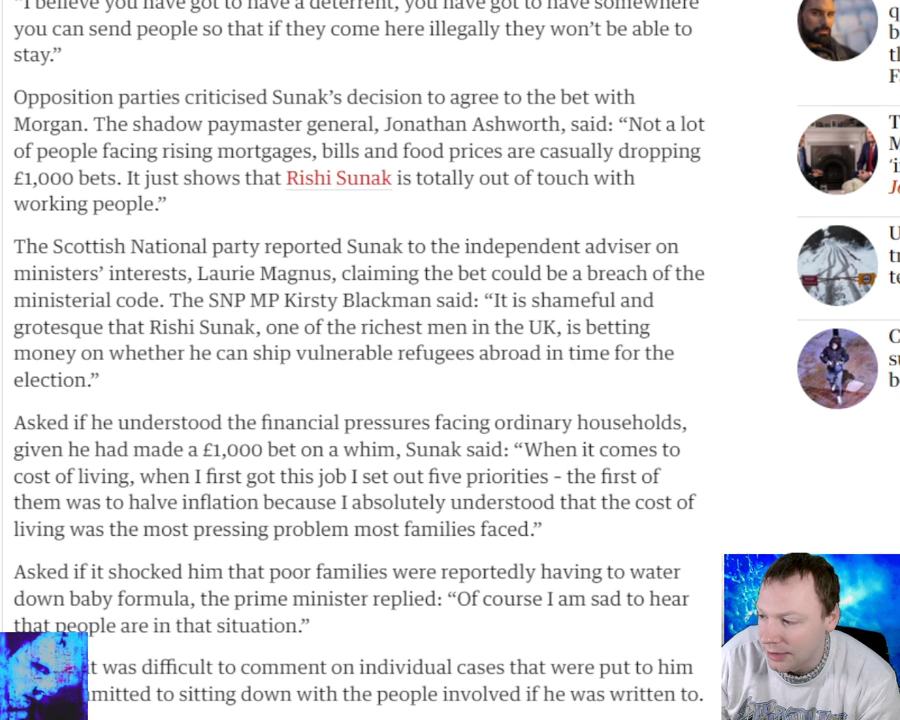 "I believe you have got to have a deterrent, you have got to have somewhere
you can send people so that if they come here illegally they won't be able to
stay."
Opposition parties criticised Sunak's decision to agree to the bet with
Morgan. The shadow paymaster general, Jonathan Ashworth, said: "Not a lot
of people facing rising mortgages, bills and food prices are casually dropping
£1,000 bets. It just shows that Rishi Sunak is totally out of touch with
working people."
The Scottish National party reported Sunak to the independent adviser on
ministers' interests, Laurie Magnus, claiming the bet could be a breach of the
ministerial code. The SNP MP Kirsty Blackman said: "It is shameful and
grotesque that Rishi Sunak, one of the richest men in the UK, is betting
money on whether he can ship vulnerable refugees abroad in time for the
election."
Asked if he understood the financial pressures facing ordinary households,
given he had made a £1,000 bet on a whim, Sunak said: "When it comes to
cost of living, when I first got this job I set out five priorities – the first of
them was to halve inflation because I absolutely understood that the cost of
living was the most pressing problem most families faced."
Asked if it shocked him that poor families were reportedly having to water
down baby formula, the prime minister replied: "Of course I am sad to hear
that people are in that situation."
t was difficult to comment on individual cases that were put to him
mitted to sitting down with the people involved if he was written to.